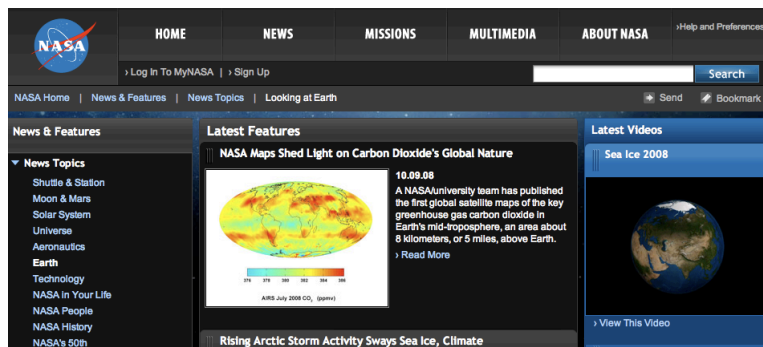 NASA
HOME
NEWS
MISSIONS
MULTIMEDIA
ABOUT NASA
›Help and Preferences
› Log In To MyNASA | › Sign Up
Search
NASA Home | News & Features | News Topics | Looking at Earth
Send
Bookmark
News & Features
News Topics
Shuttle & Station
Moon & Mars
Solar System
Universe
Aeronautics
Earth
Technology
NASA in Your Life
NASA People
NASA History
NASA's 50th
Latest Features
NASA Maps Shed Light on Carbon Dioxide's Global Nature
376 378 380 382 384 386
AIRS July 2008 CO2 (ppmv)
10.09.08
A NASA/university team has published
the first global satellite maps of the key
greenhouse gas carbon dioxide in
Earth's mid-troposphere, an area about
8 kilometers, or 5 miles, above Earth.
› Read More
Rising Arctic Storm Activity Sways Sea Ice, Climate
Latest Videos
Sea Ice 2008
› View This Video